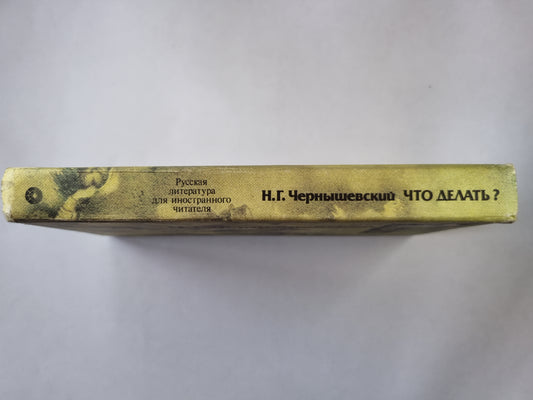 Русская
литература
для иностранного
читателя
Н.Г. Чернышевский ЧТО ДЕЛАТЬ?